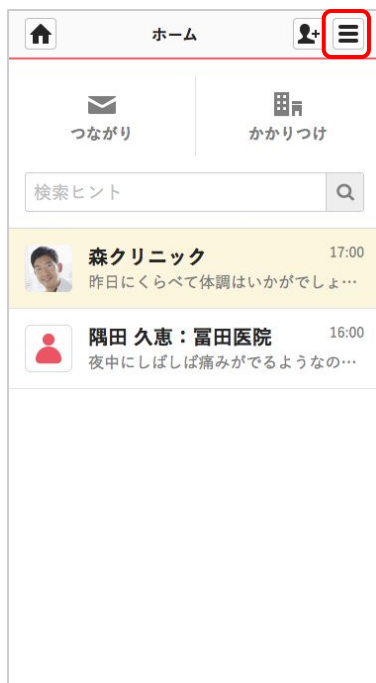 ホーム
つながり
かかりつけ
検索ヒント
森クリニック 17:00
昨日にくらべて体調はいかがでしょ…
隅田 久恵：冨田医院 16:00
夜中にしばしば痛みがでるようなの…